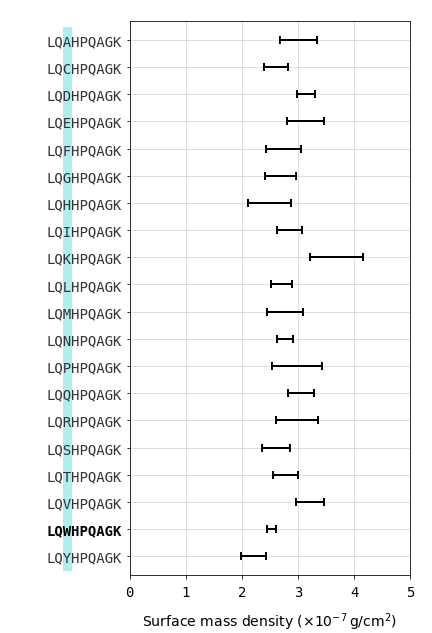 LQAHPQAGK
LQCHPQAGK
LQDHPQAGK
LQEHPQAGK
LQFHPQAGK
LQGHPQAGK
LQHHPQAGK
LQIHPQAGK
LQKHPQAGK
LQLHPQAGK
LQMHPQAGK
LQNHPQAGK
LQPHPQAGK
LQQHPQAGK
LQRHPQAGK
LQSHPQAGK
LQTHPQAGK
LQVHPQAGK
LQWHPQAGK
LQYHPQAGK
0 1 2 3 4 5
Surface mass density (×10⁻⁷ g/cm²)